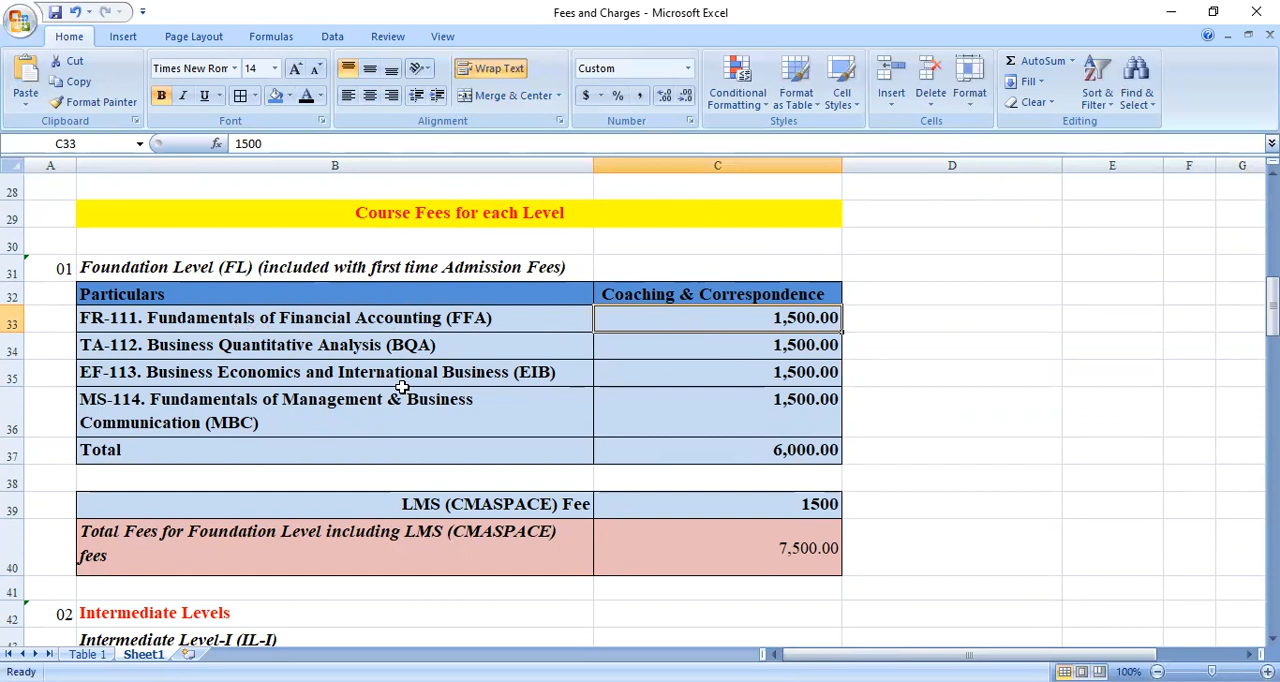 Fees and Charges - Microsoft Excel
Home Insert Page Layout Formulas Data Review View
Paste
Cut
Copy
Format Painter
Clipboard
Times New Ron 14 A A
B I U A
Font
Wrap Text
Merge & Center
Alignment
Custom
$ % , .0 .00 .00 .0
Number
Conditional Formatting
Format as Table
Cell Styles
Styles
Insert Delete Format
Cells
Σ AutoSum
Fill
Clear
Sort & Filter
Find & Select
Editing
C33 fx 1500
A B C D E F G
28
29 Course Fees for each Level
30
31 01 Foundation Level (FL) (included with first time Admission Fees)
32 Particulars Coaching & Correspondence
33 FR-111. Fundamentals of Financial Accounting (FFA) 1,500.00
34 TA-112. Business Quantitative Analysis (BQA) 1,500.00
35 EF-113. Business Economics and International Business (EIB) 1,500.00
36 MS-114. Fundamentals of Management & Business 1,500.00
Communication (MBC)
37 Total 6,000.00
38
39 LMS (CMASPACE) Fee 1500
40 Total Fees for Foundation Level including LMS (CMASPACE) 7,500.00
fees
41
42 02 Intermediate Levels
Intermediate Level-I (IL-I)
Table 1 Sheet1
Ready 100%